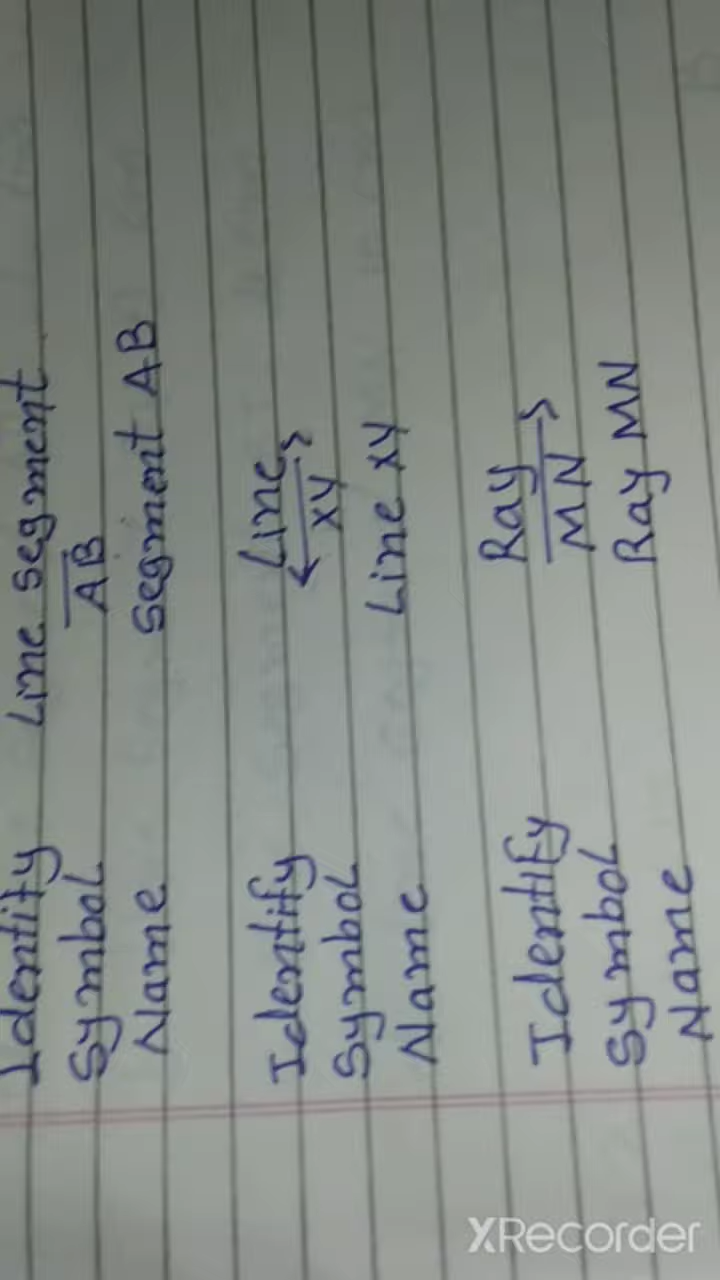 Identify Line segment
Symbol A̅B̅
Name segment AB
Identify Line
Symbol <-->
XY
Line XY
Name
Identify Ray
Symbol -->
MN
Name Ray MN
XRecorder